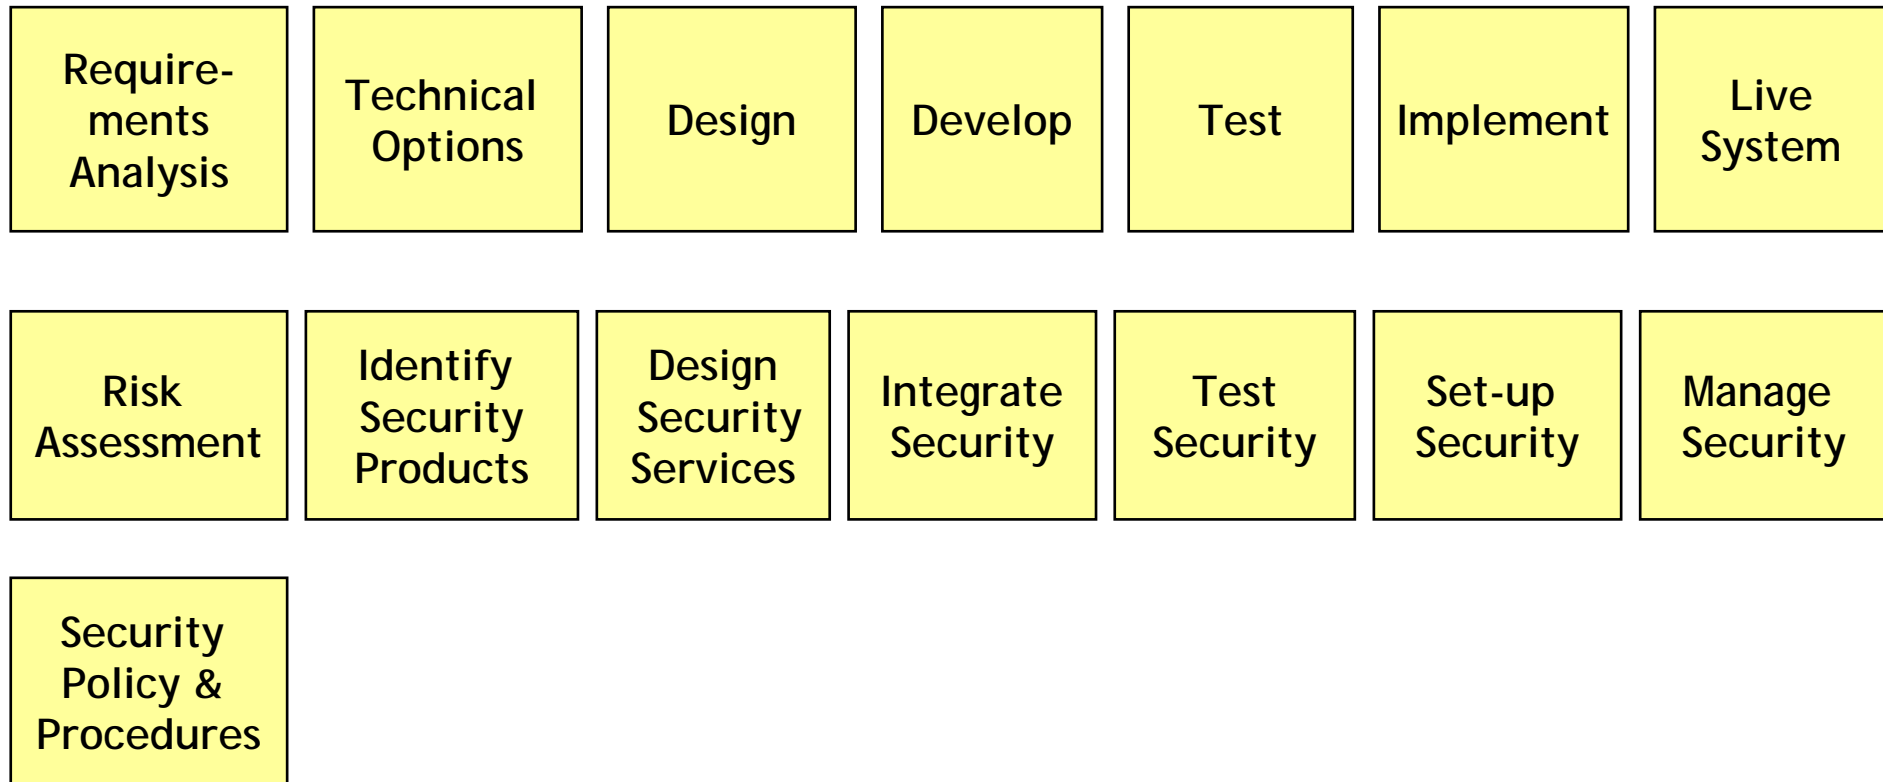 Require-
ments
Analysis
Technical
Options
Design
Develop
Test
Implement
Live
System
Risk
Assessment
Identify
Security
Products
Design
Security
Services
Integrate
Security
Test
Security
Set-up
Security
Manage
Security
Security
Policy &
Procedures